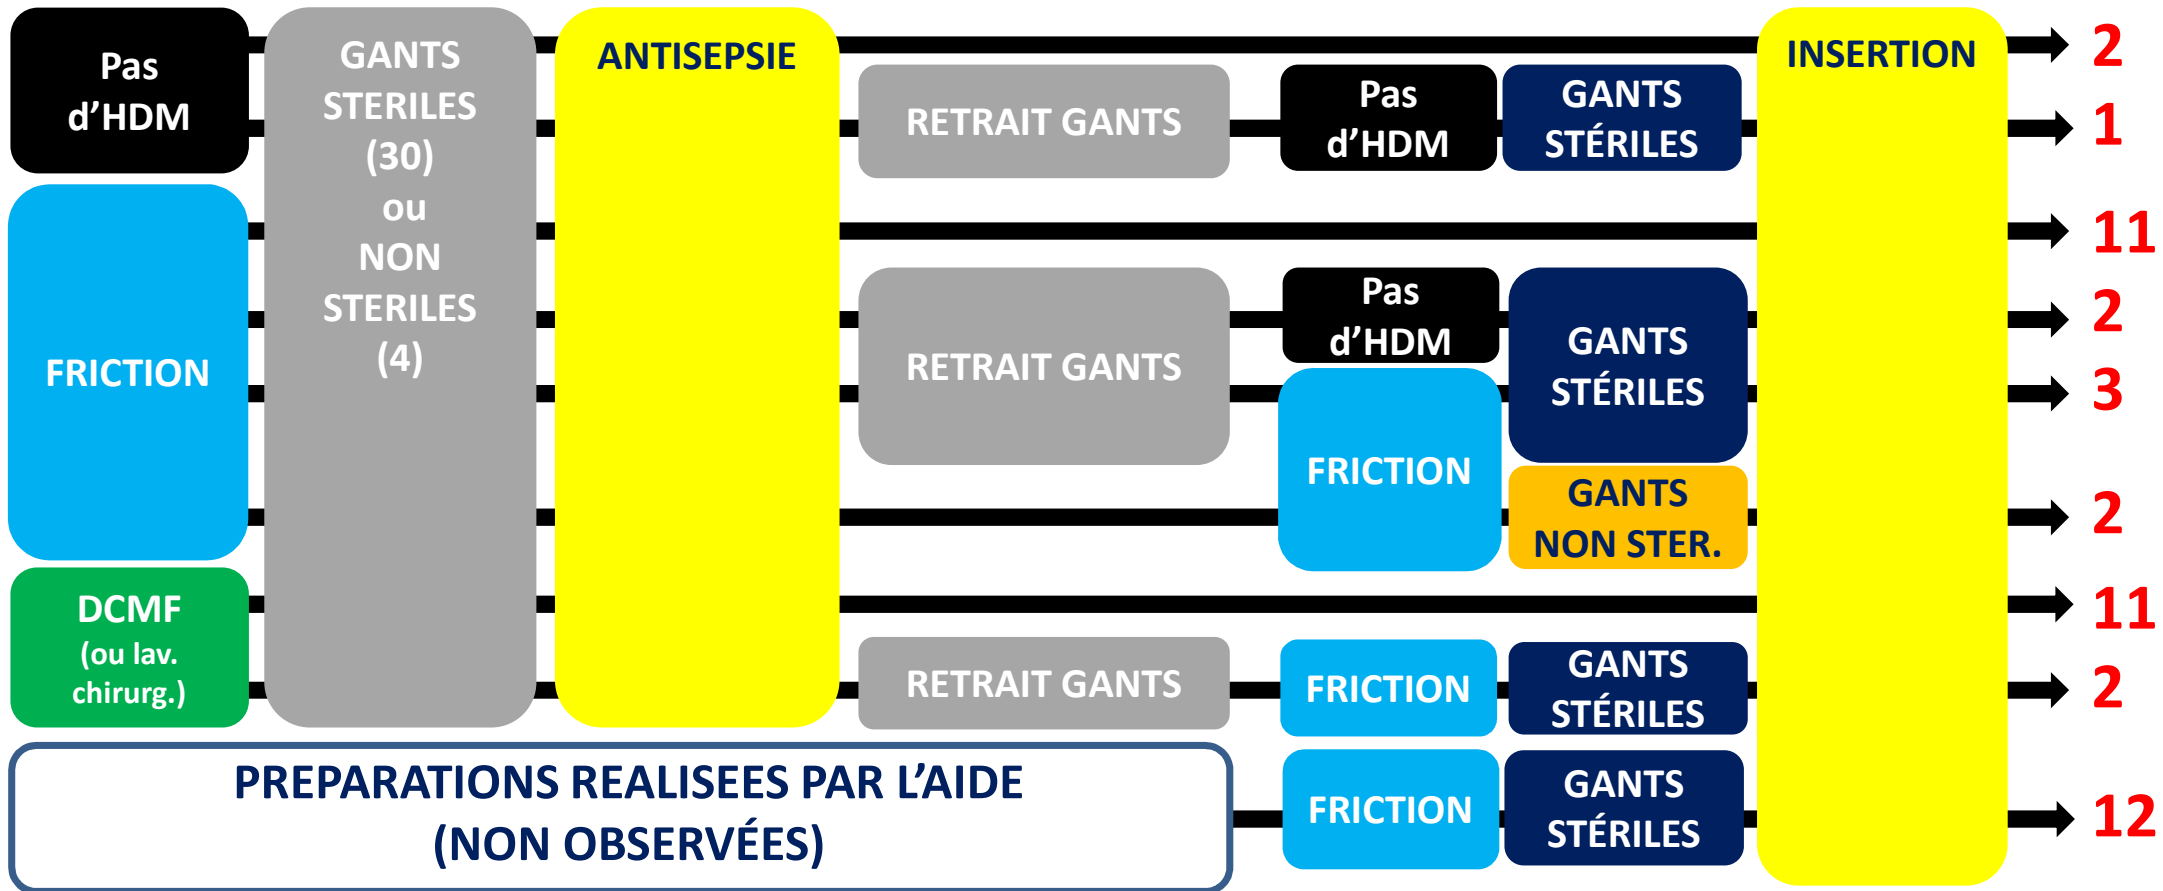 Pas
d’HDM
GANTS
STERILES
(30)
ou
NON
STERILES
(4)
ANTISEPSIE
INSERTION
2
RETRAIT GANTS
Pas
d’HDM
GANTS
STÉRILES
1
11
FRICTION
RETRAIT GANTS
Pas
d’HDM
GANTS
STÉRILES
2
3
FRICTION
GANTS
NON STER.
2
DCMF
(ou lav.
chirurg.)
11
RETRAIT GANTS
FRICTION
GANTS
STÉRILES
2
PREPARATIONS REALISEES PAR L’AIDE
(NON OBSERVÉES)
FRICTION
GANTS
STÉRILES
12